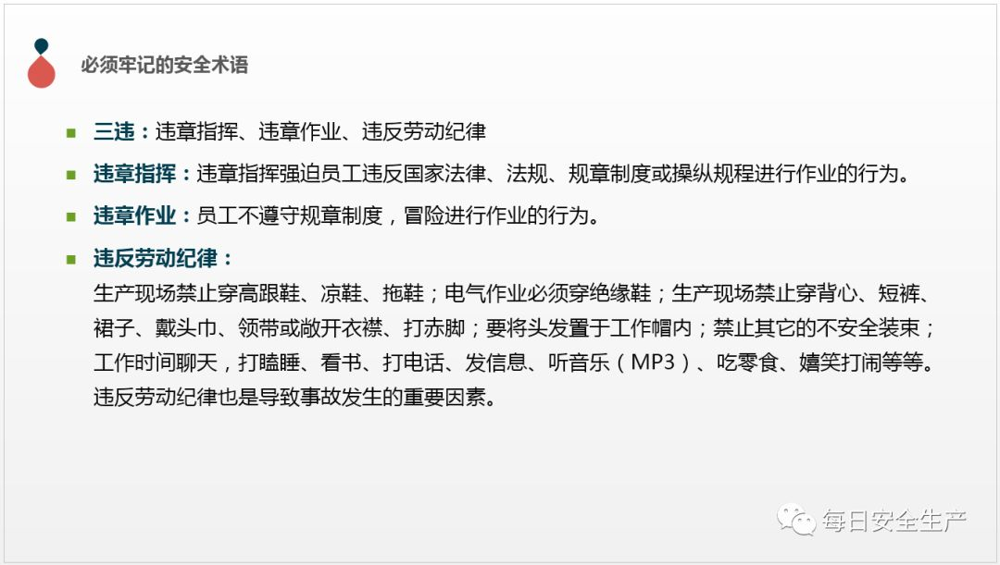 必须牢记的安全术语
三违：违章指挥、违章作业、违反劳动纪律
违章指挥：违章指挥强迫员工违反国家法律、法规、规章制度或操纵规程进行作业的行为。
违章作业：员工不遵守规章制度，冒险进行作业的行为。
违反劳动纪律：
生产现场禁止穿高跟鞋、凉鞋、拖鞋；电气作业必须穿绝缘鞋；生产现场禁止穿背心、短裤、
裙子、戴头巾、领带或敞开衣襟、打赤脚；要将头发置于工作帽内；禁止其它的不安全装束；
工作时间聊天，打瞌睡、看书、打电话、发信息、听音乐（MP3）、吃零食、嬉笑打闹等等。
违反劳动纪律也是导致事故发生的重要因素。
每日安全生产